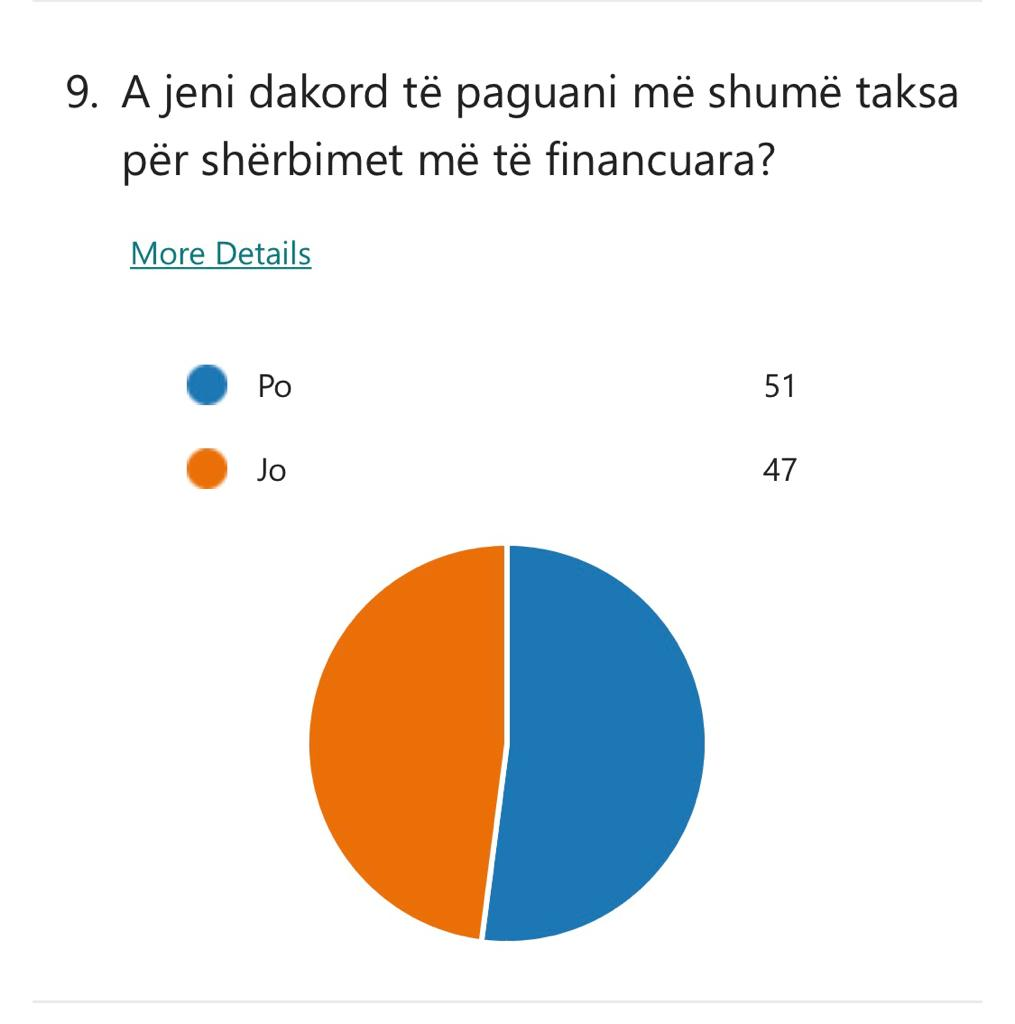 9. A jeni dakord të paguani më shumë taksa
për shërbimet më të financuara?
More Details
Po 51
Jo 47